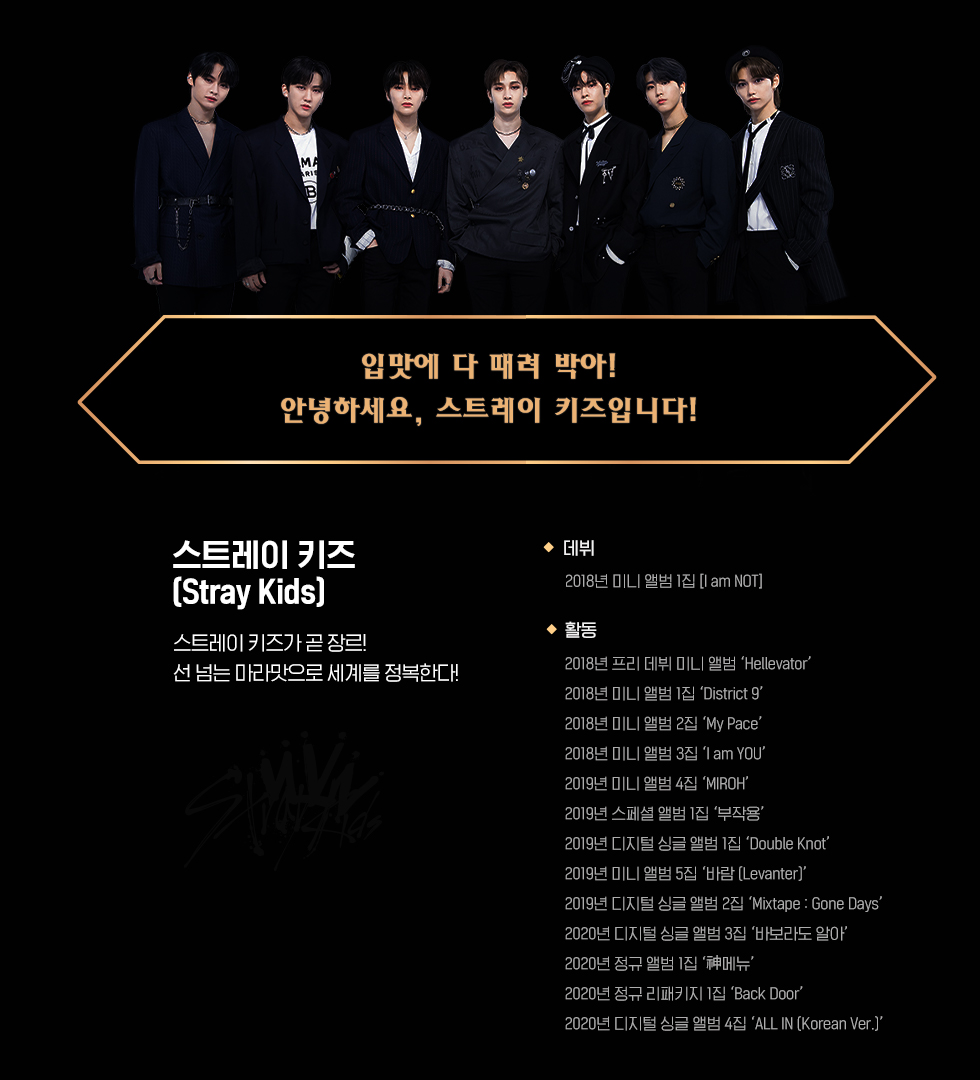 입맛에 다 때려 박아!
안녕하세요, 스트레이 키즈입니다!
스트레이 키즈
(Stray Kids)
스트레이 키즈가 곧 장르!
선 넘는 마라맛으로 세계를 정복한다!
Stray Kids
데뷔
2018년 미니 앨범 1집 [I am NOT]
활동
2018년 프리 데뷔 미니 앨범 ‘Hellevator’
2018년 미니 앨범 1집 ‘District 9’
2018년 미니 앨범 2집 ‘My Pace’
2018년 미니 앨범 3집 ‘I am YOU’
2019년 미니 앨범 4집 ‘MIROH’
2019년 스페셜 앨범 1집 ‘부작용’
2019년 디지털 싱글 앨범 1집 ‘Double Knot’
2019년 미니 앨범 5집 ‘바람 (Levanter)’
2019년 디지털 싱글 앨범 2집 ‘Mixtape : Gone Days’
2020년 디지털 싱글 앨범 3집 ‘바보라도 알아’
2020년 정규 앨범 1집 ‘神메뉴’
2020년 정규 리패키지 1집 ‘Back Door’
2020년 디지털 싱글 앨범 4집 ‘ALL IN (Korean Ver.)’